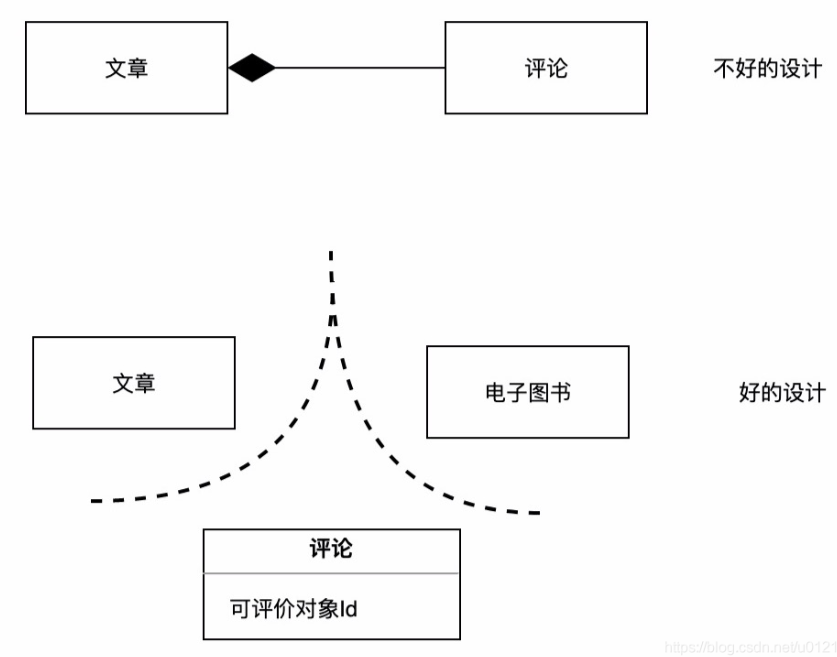 文章
评论
不好的设计
文章
电子图书
好的设计
评论
可评价对象Id
https://blog.csdn.net/u0121